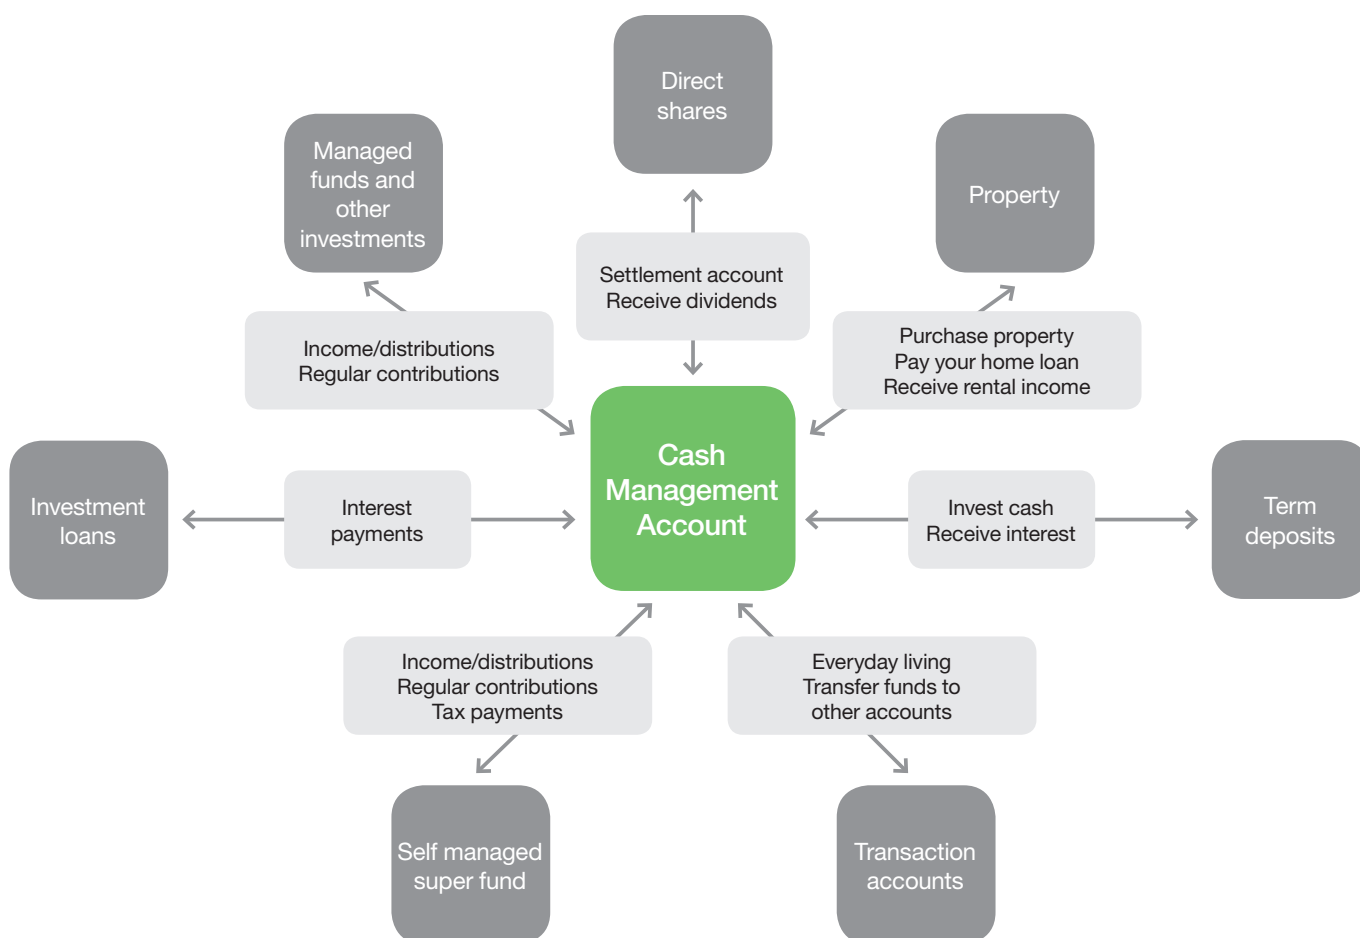 Direct
shares
Managed
funds and
other
investments
Property
Settlement account
Receive dividends
Income/distributions
Regular contributions
Purchase property
Pay your home loan
Receive rental income
Cash
Management
Account
Investment
loans
Interest
payments
Invest cash
Receive interest
Term
deposits
Income/distributions
Regular contributions
Tax payments
Everyday living
Transfer funds to
other accounts
Self managed
super fund
Transaction
accounts